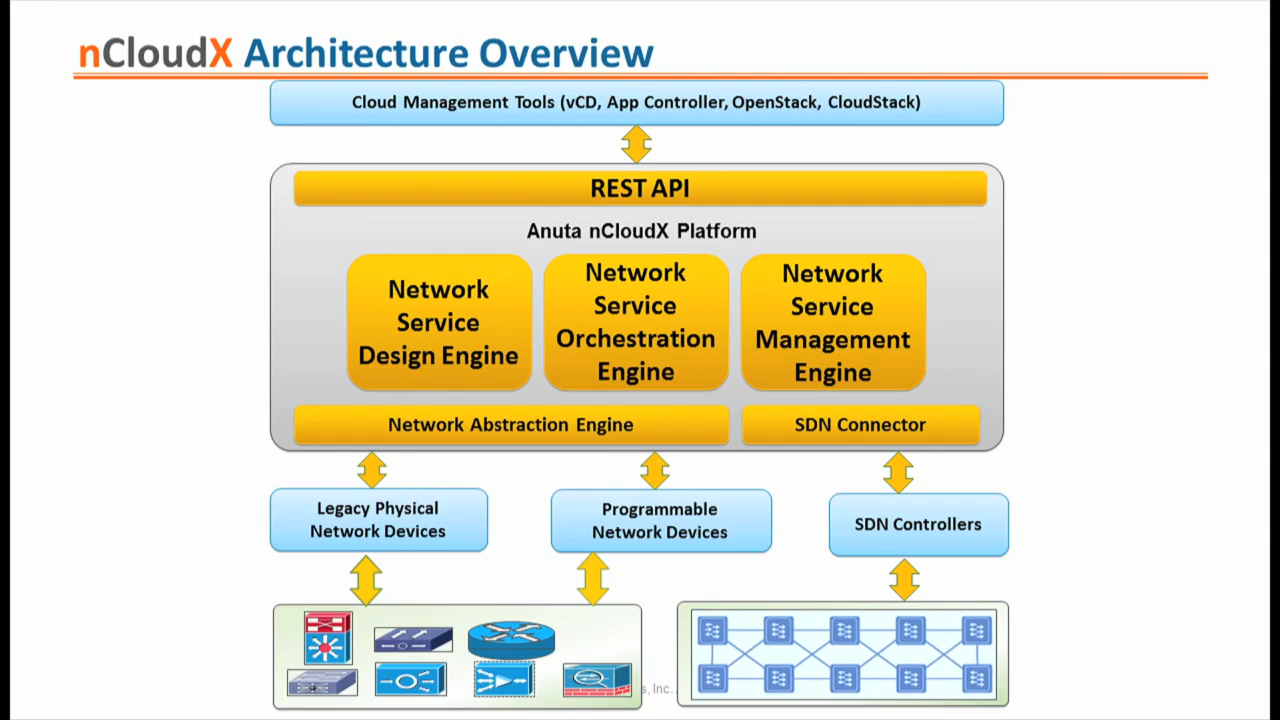 nCloudX Architecture Overview
Cloud Management Tools (vCD, App Controller, OpenStack, CloudStack)
REST API
Anuta nCloudX Platform
Network
Service
Design Engine
Network
Service
Orchestration
Engine
Network
Service
Management
Engine
Network Abstraction Engine
SDN Connector
Legacy Physical
Network Devices
Programmable
Network Devices
SDN Controllers
s, Inc.